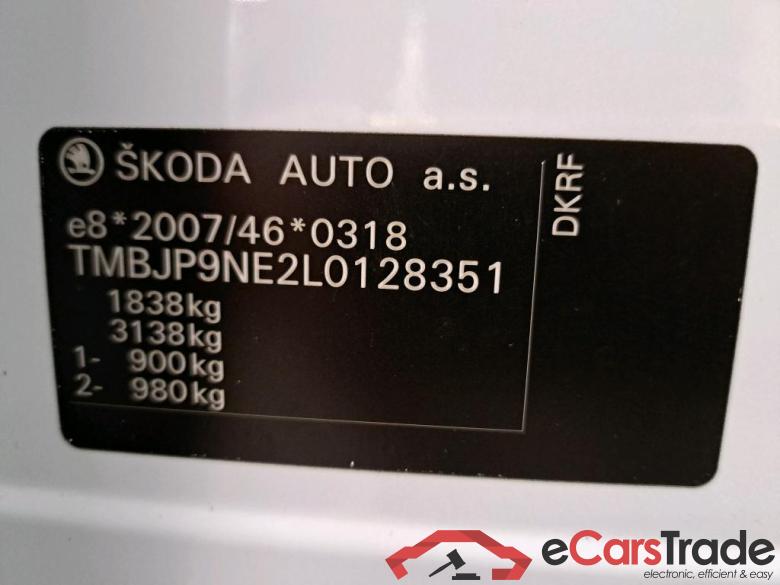 ŠKODA AUTO a.s.
e8*2007/46*0318
TMBJP9NE2L0128351
1838kg
3138kg
1- 900kg
2- 980kg
DKRF
eCarsTrade
electronic, efficient & easy